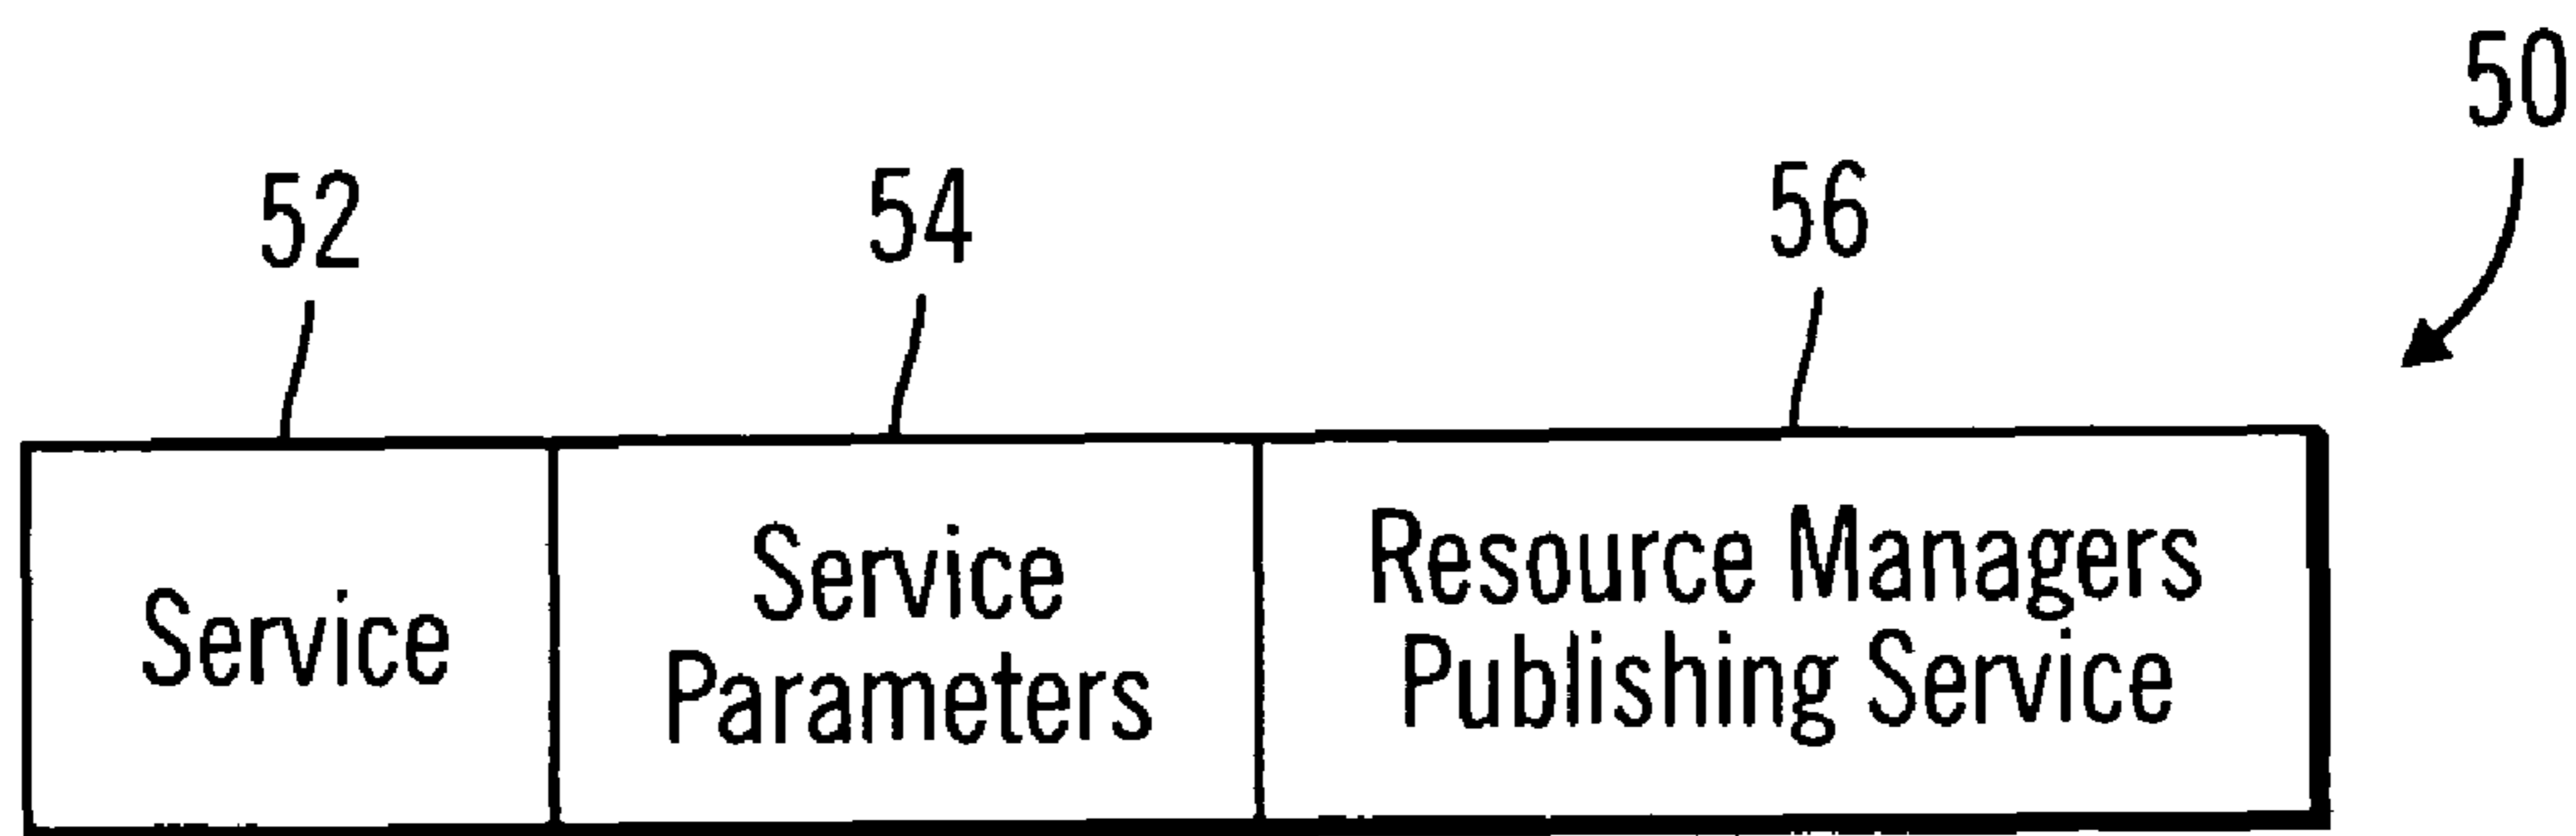 50
52
54
56
Service
Service
Parameters
Resource Managers
Publishing Service